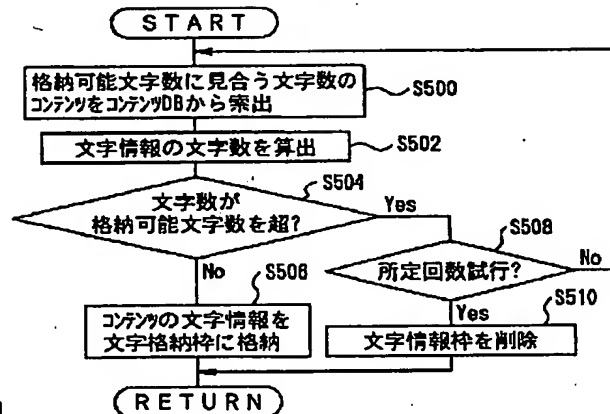 START
格納可能文字数に見合う文字数の
コンテンツをコンテンツDBから索出
S500
文字情報の文字数を算出
S502
文字数が
格納可能文字数を超?
S504
Yes
No
所定回数試行?
S508
No
Yes
コンテンツの文字情報を
文字格納枠に格納
S506
文字情報枠を削除
S510
RETURN